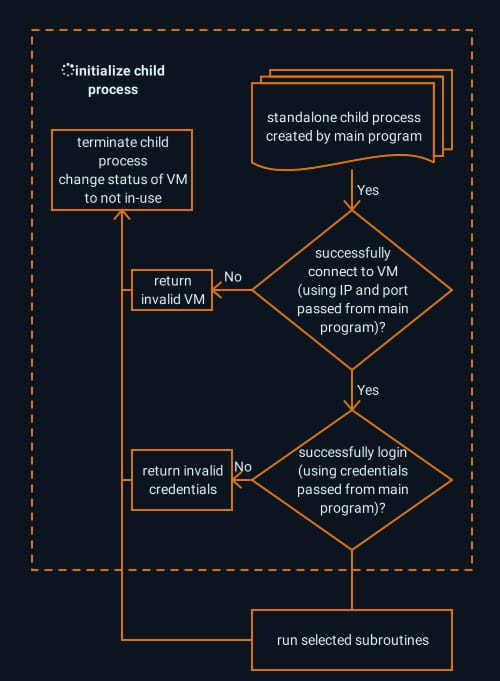 initialize child
process
standalone child process
created by main program
terminate child
process
change status of VM
to not in-use
Yes
successfully
connect to VM
(using IP and port
passed from main
program)?
No
return
invalid VM
Yes
successfully login
(using credentials
passed from main
program)?
No
return invalid
credentials
run selected subroutines